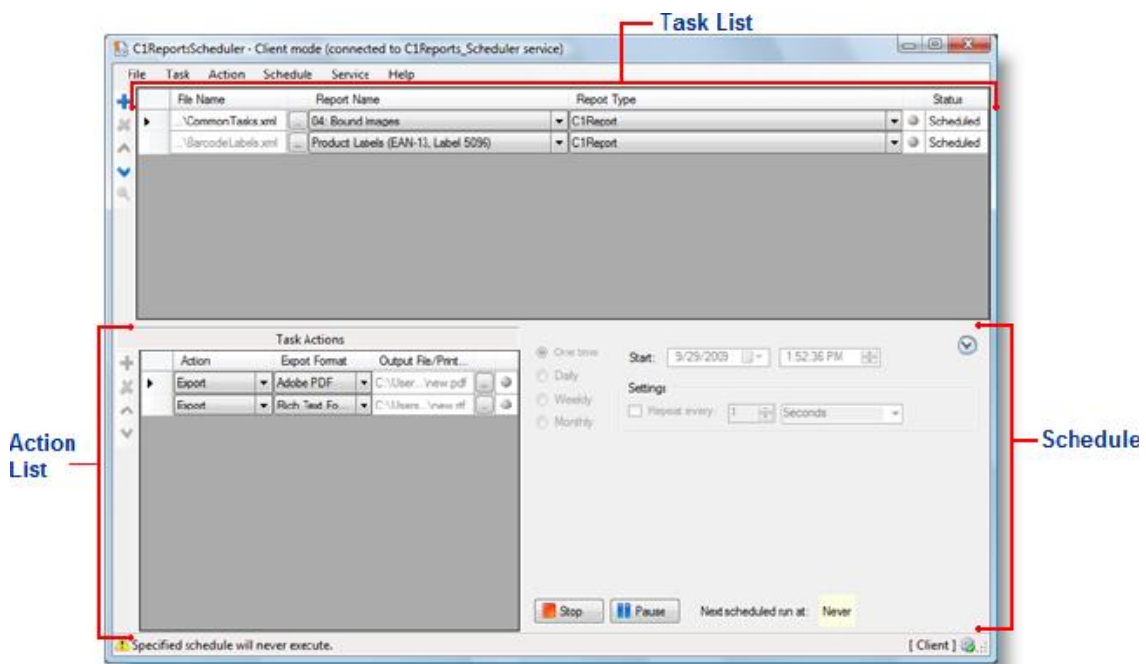 Task List
C1Report:Scheduler - Client mode (connected to C1Reports_Scheduler service)
File Task Action Schedule Service Help
File Name Report Name Repot Type Status
...\CommonTasks.xml ... 04: Bound Images C1Report Scheduled
...\BarcodeLabels.xml ... Product Labels (EAN-13, Label 5096) C1Report Scheduled
Task Actions
Action Expot Format Output File/Print...
Export Adobe PDF C:\User...\new.pdf ...
Export Rich Text Fo... C:\Users...\new.rtf ...
One time
Daily
Weekly
Monthly
Start: 9/29/2009 1:52:36 PM
Settings
Repeat every: 1 Seconds
Action
List
Schedule
Stop Pause Next scheduled run at: Never
Specified schedule will never execute. [ Client ]